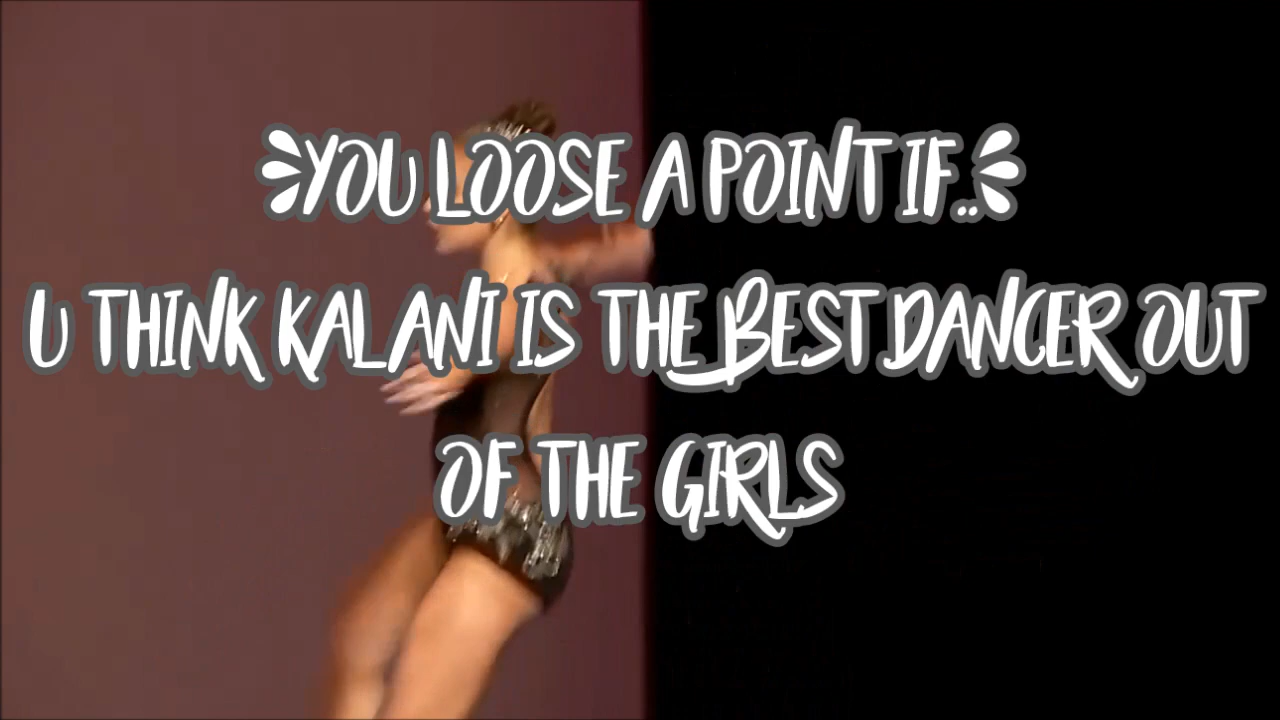 YOU LOOSE A POINT IF..
U THINK KALANI IS THE BEST DANCER OUT
OF THE GIRLS